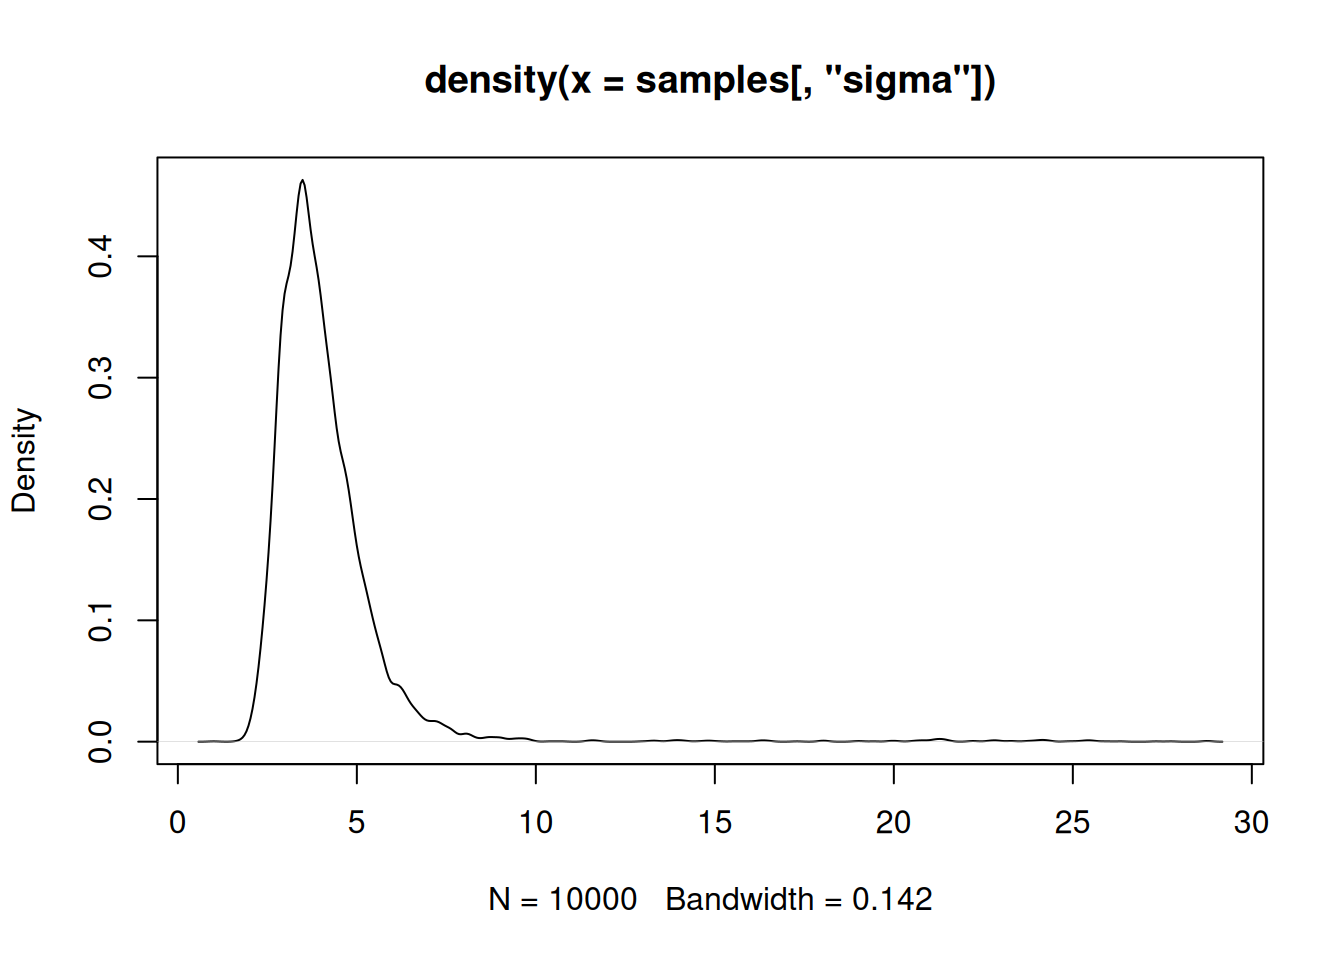 density(x = samples[, "sigma"])
Density
0.4
0.3
0.2
0.1
0.0
0 5 10 15 20 25 30
N = 10000 Bandwidth = 0.142